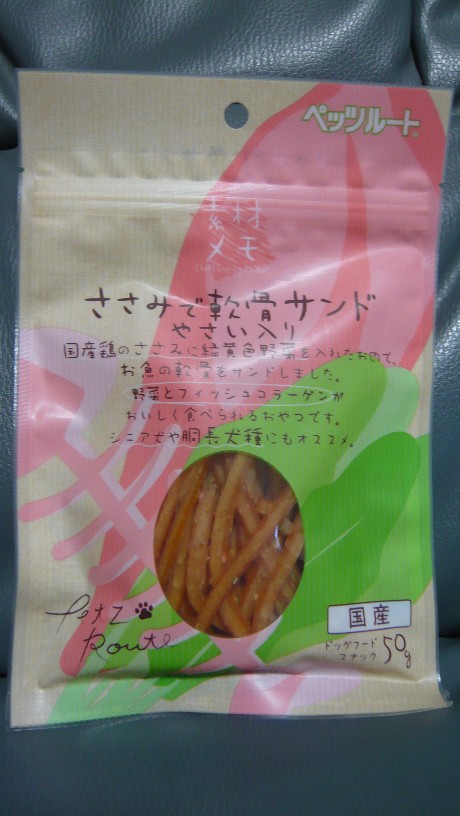 ペッツルート
素材
メモ
ささみで軟骨サンド
やさい入り
国産鶏のささみに緑黄色野菜を入れたお肉で、
お魚の軟骨をサンドしました。
野菜とフィッシュコラーゲンが
おいしく食べられるおやつです。
シニア犬や胴長犬種にもオススメ。
Petz
Route
国産
ドッグフード
スナック 50g